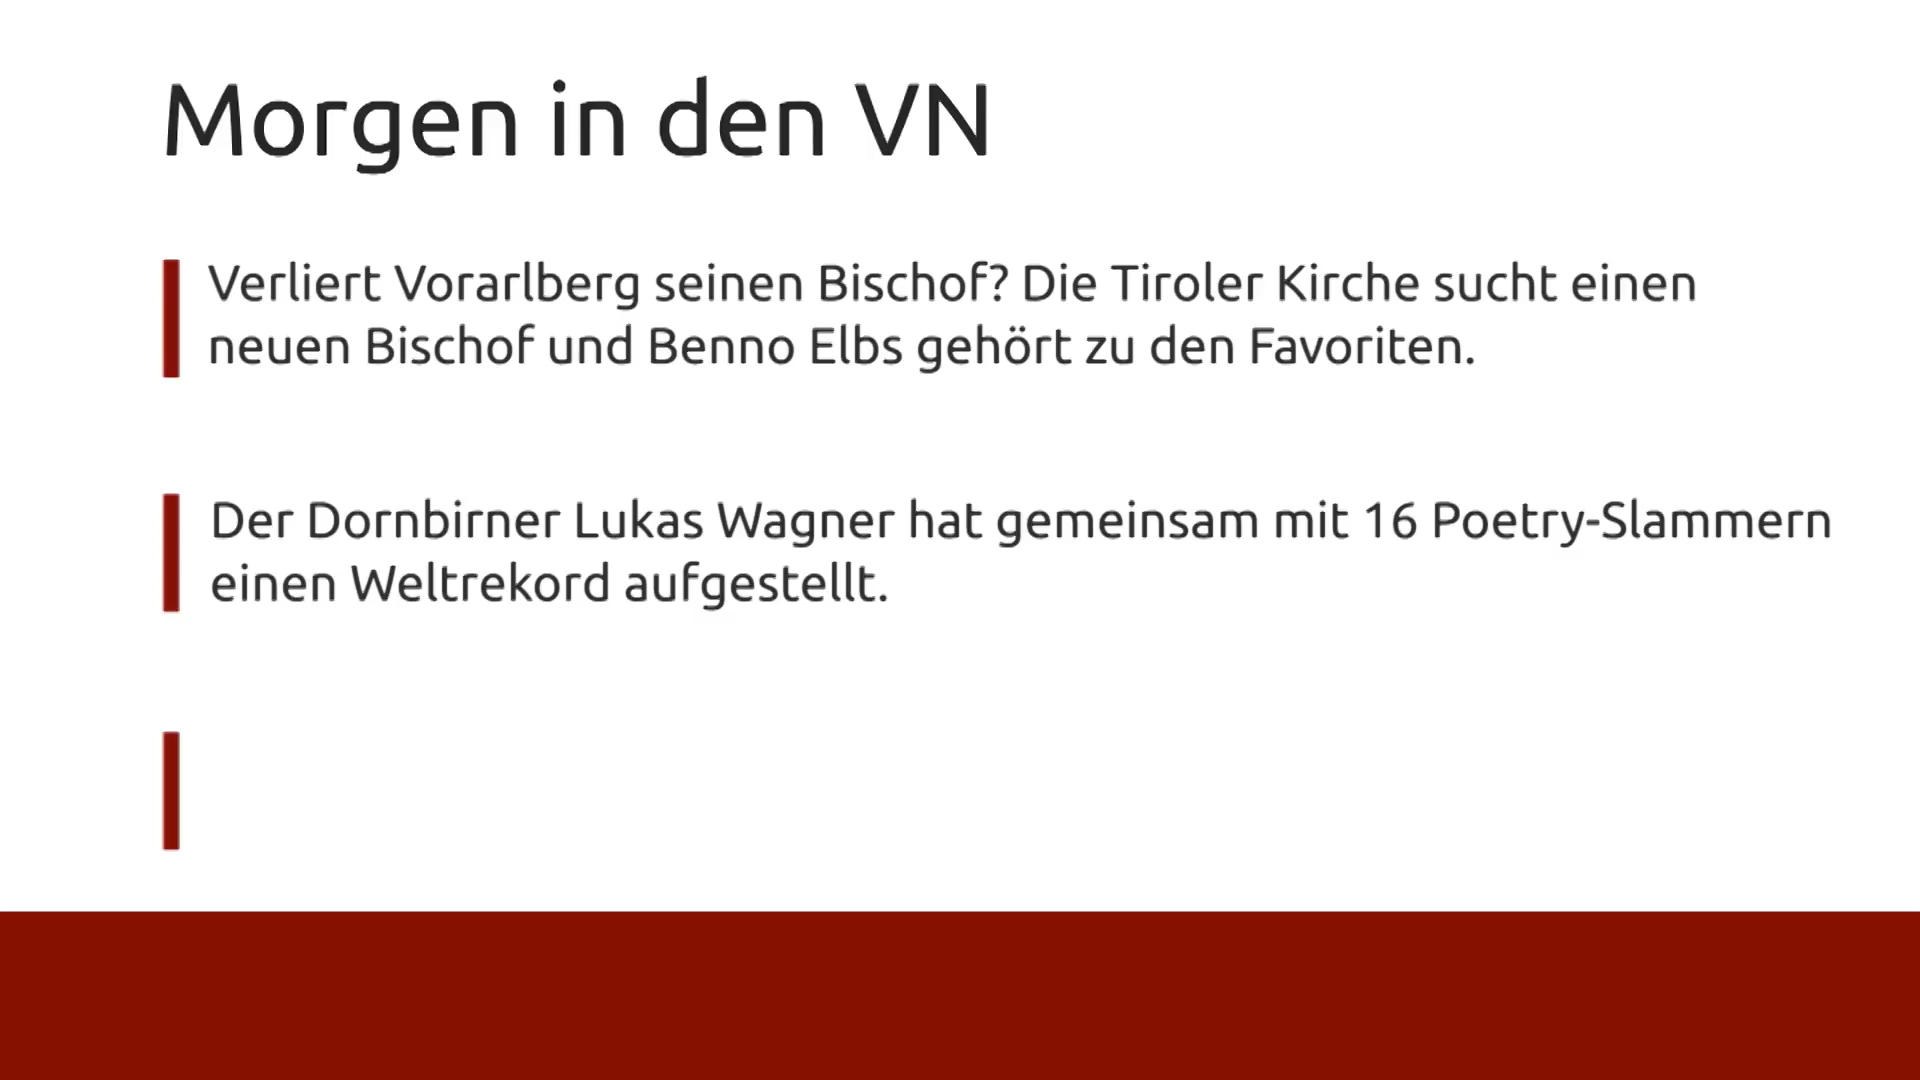 Morgen in den VN
Verliert Vorarlberg seinen Bischof? Die Tiroler Kirche sucht einen
neuen Bischof und Benno Elbs gehört zu den Favoriten.
Der Dornbirner Lukas Wagner hat gemeinsam mit 16 Poetry-Slammern
einen Weltrekord aufgestellt.